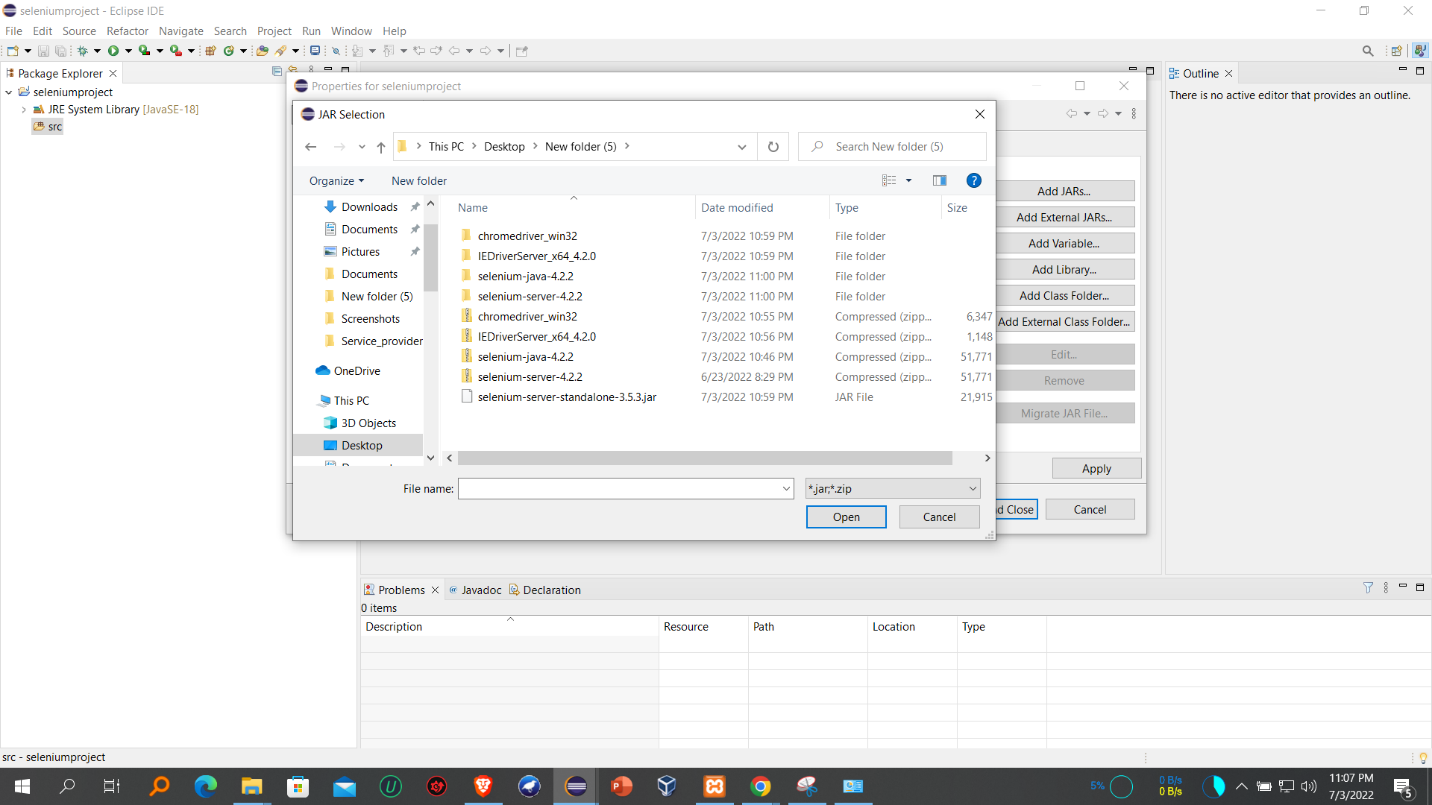 seleniumproject - Eclipse IDE
File Edit Source Refactor Navigate Search Project Run Window Help
Package Explorer
seleniumproject
JRE System Library [JavaSE-18]
src
Properties for seleniumproject
JAR Selection
This PC Desktop New folder (5)
Search New folder (5)
Organize New folder
Downloads
Documents
Pictures
Documents
New folder (5)
Screenshots
Service_provider
OneDrive
This PC
3D Objects
Desktop
Name Date modified Type Size
chromedriver_win32 7/3/2022 10:59 PM File folder
IEDriverServer_x64_4.2.0 7/3/2022 10:59 PM File folder
selenium-java-4.2.2 7/3/2022 11:00 PM File folder
selenium-server-4.2.2 7/3/2022 11:00 PM File folder
chromedriver_win32 7/3/2022 10:55 PM Compressed (zipp... 6,347
IEDriverServer_x64_4.2.0 7/3/2022 10:56 PM Compressed (zipp... 1,148
selenium-java-4.2.2 7/3/2022 10:46 PM Compressed (zipp... 51,771
selenium-server-4.2.2 6/23/2022 8:29 PM Compressed (zipp... 51,771
selenium-server-standalone-3.5.3.jar 7/3/2022 10:59 PM JAR File 21,915
File name: *.jar;*.zip
Open Cancel
Add JARs...
Add External JARs...
Add Variable...
Add Library...
Add Class Folder...
Add External Class Folder...
Edit...
Remove
Migrate JAR File...
Apply
d Close Cancel
Outline
There is no active editor that provides an outline.
Problems Javadoc Declaration
0 items
Description Resource Path Location Type
src - seleniumproject
5%
0 B/s
0 B/s
11:07 PM
7/3/2022
5